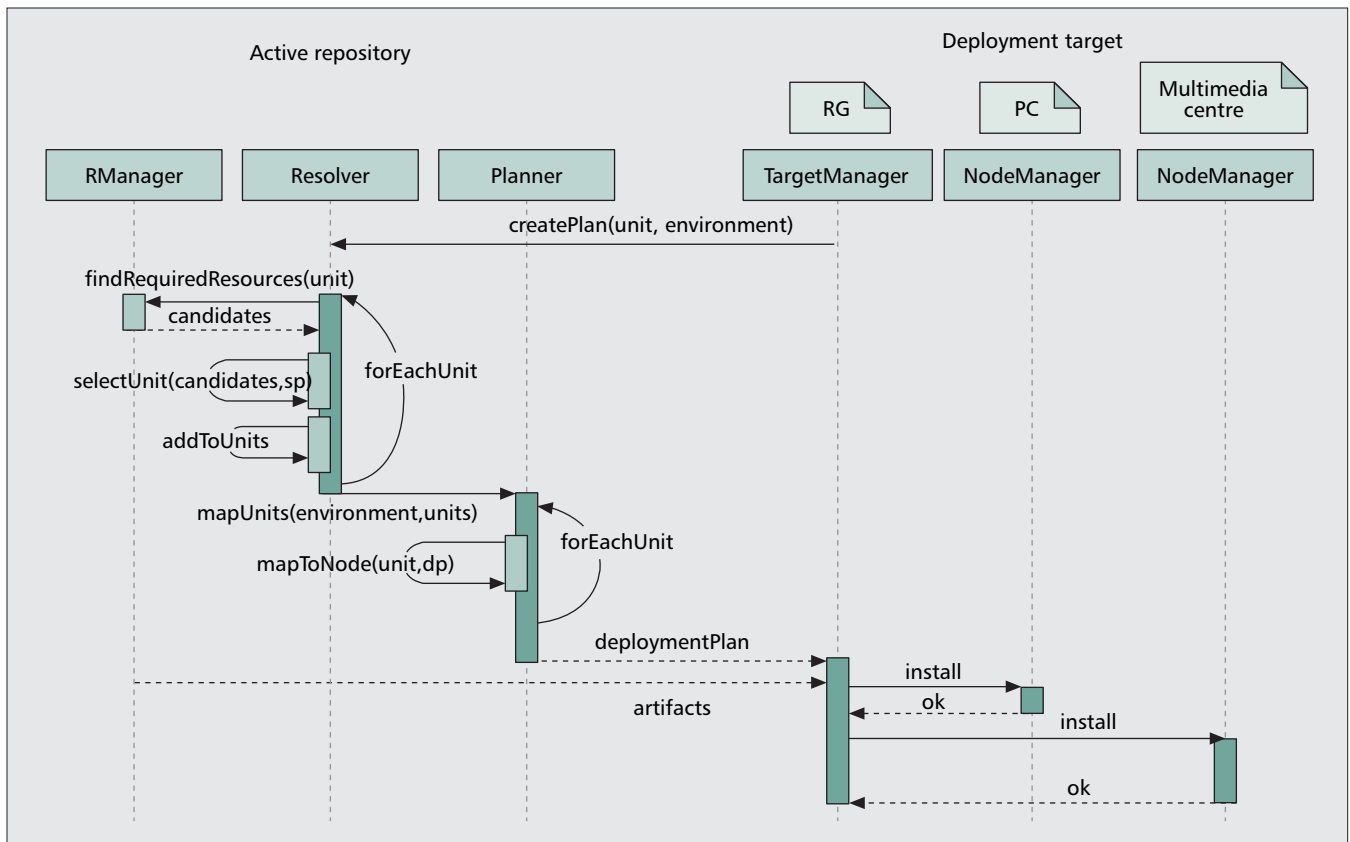 Active repository
Deployment target
RG
PC
Multimedia
centre
RManager
Resolver
Planner
TargetManager
NodeManager
NodeManager
createPlan(unit, environment)
findRequiredResources(unit)
candidates
forEachUnit
selectUnit(candidates,sp)
addToUnits
mapUnits(environment,units)
forEachUnit
mapToNode(unit,dp)
deploymentPlan
install
ok
artifacts
install
ok